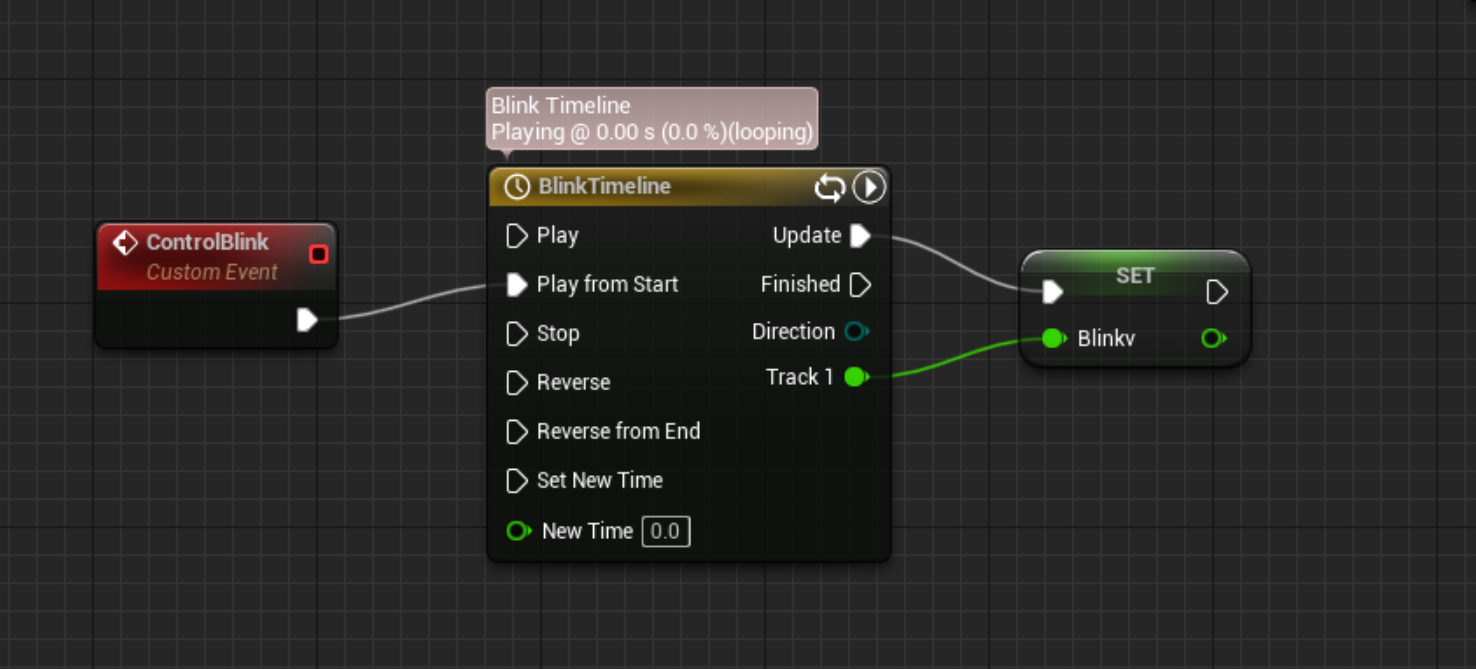 Blink Timeline
Playing @ 0.00 s (0.0 %)(looping)
BlinkTimeline
ControlBlink
Custom Event
Play
Update
Play from Start
Finished
Stop
Direction
Reverse
Track 1
Reverse from End
Set New Time
New Time 0.0
SET
Blinkv